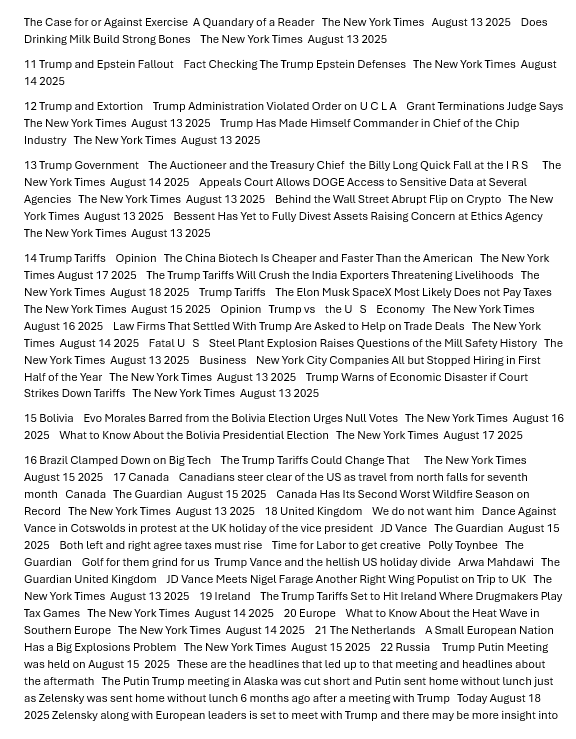 The Case for or Against Exercise  A Quandary of a Reader   The New York Times   August 13 2025    Does
Drinking Milk Build Strong Bones    The New York Times  August 13 2025
11 Trump and Epstein Fallout    Fact Checking The Trump Epstein Defenses   The New York Times  August
14 2025
12 Trump and Extortion    Trump Administration Violated Order on U C L A    Grant Terminations Judge Says
The New York Times  August 13 2025    Trump Has Made Himself Commander in Chief of the Chip
Industry   The New York Times  August 13 2025
13 Trump Government    The Auctioneer and the Treasury Chief  the Billy Long Quick Fall at the I R S      The
New York Times  August 14 2025    Appeals Court Allows DOGE Access to Sensitive Data at Several
Agencies   The New York Times  August 13 2025    Behind the Wall Street Abrupt Flip on Crypto   The New
York Times  August 13 2025    Bessent Has Yet to Fully Divest Assets Raising Concern at Ethics Agency
The New York Times  August 13 2025
14 Trump Tariffs    Opinion   The China Biotech Is Cheaper and Faster Than the American   The New York
Times August 17 2025    The Trump Tariffs Will Crush the India Exporters Threatening Livelihoods   The
New York Times  August 18 2025    Trump Tariffs    The Elon Musk SpaceX Most Likely Does not Pay Taxes
The New York Times  August 15 2025    Opinion   Trump vs   the U  S   Economy   The New York Times
August 16 2025    Law Firms That Settled With Trump Are Asked to Help on Trade Deals   The New York
Times  August 14 2025    Fatal U  S   Steel Plant Explosion Raises Questions of the Mill Safety History   The
New York Times  August 13 2025    Business    New York City Companies All but Stopped Hiring in First
Half of the Year   The New York Times  August 13 2025    Trump Warns of Economic Disaster if Court
Strikes Down Tariffs   The New York Times  August 13 2025
15 Bolivia    Evo Morales Barred from the Bolivia Election Urges Null Votes   The New York Times  August 16
2025    What to Know About the Bolivia Presidential Election   The New York Times  August 17 2025
16 Brazil Clamped Down on Big Tech    The Trump Tariffs Could Change That     The New York Times
August 15 2025    17 Canada    Canadians steer clear of the US as travel from north falls for seventh
month   Canada   The Guardian  August 15 2025    Canada Has Its Second Worst Wildfire Season on
Record   The New York Times  August 13 2025    18 United Kingdom    We do not want him   Dance Against
Vance in Cotswolds in protest at the UK holiday of the vice president    JD Vance   The Guardian  August 15
2025    Both left and right agree taxes must rise    Time for Labor to get creative   Polly Toynbee   The
Guardian    Golf for them grind for us  Trump Vance and the hellish US holiday divide   Arwa Mahdawi   The
Guardian United Kingdom    JD Vance Meets Nigel Farage Another Right Wing Populist on Trip to UK   The
New York Times  August 13 2025    19 Ireland    The Trump Tariffs Set to Hit Ireland Where Drugmakers Play
Tax Games   The New York Times  August 14 2025    20 Europe    What to Know About the Heat Wave in
Southern Europe   The New York Times  August 14 2025    21 The Netherlands    A Small European Nation
Has a Big Explosions Problem   The New York Times  August 15 2025    22 Russia     Trump Putin Meeting
was held on August 15  2025   These are the headlines that led up to that meeting and headlines about
the aftermath   The Putin Trump meeting in Alaska was cut short and Putin sent home without lunch just
as Zelensky was sent home without lunch 6 months ago after a meeting with Trump   Today August 18
2025 Zelensky along with European leaders is set to meet with Trump and there may be more insight into